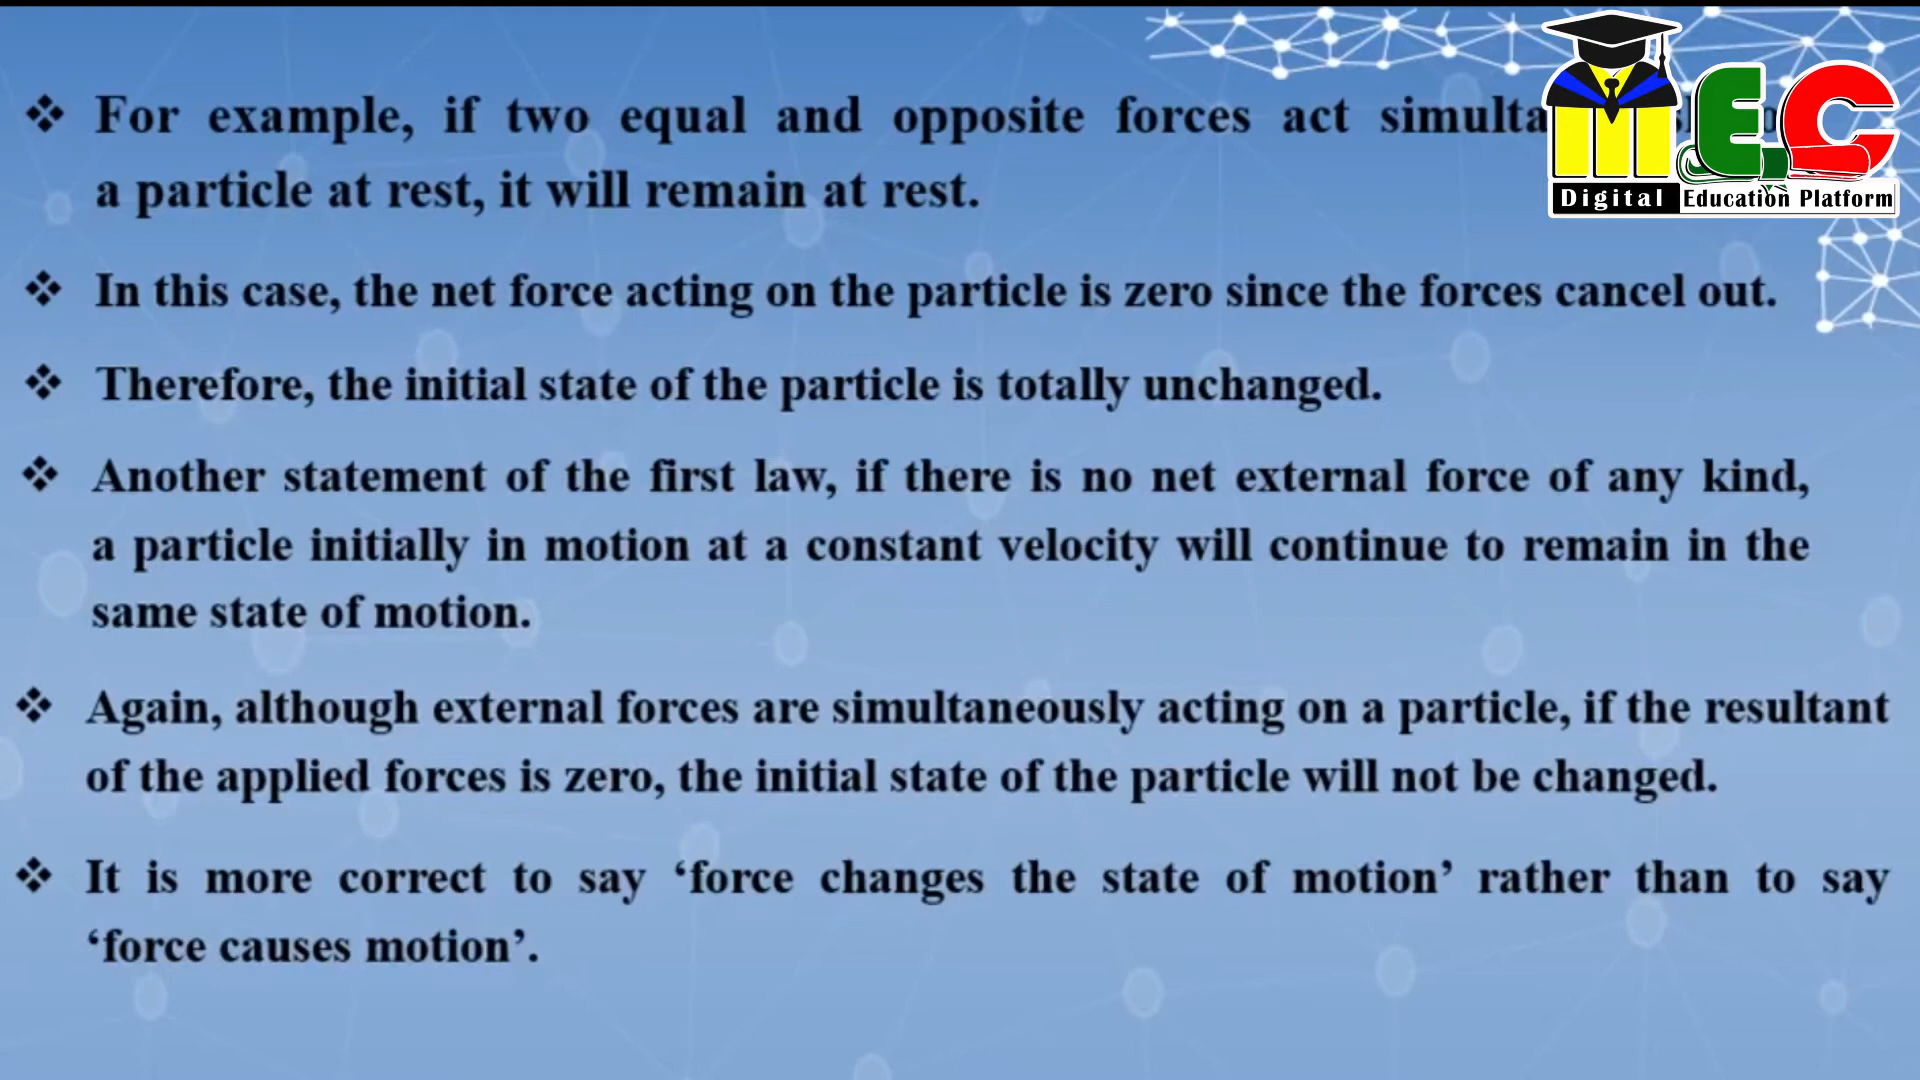 ❖ For example, if two equal and opposite forces act
a particle at rest, it will remain at rest.
❖ In this case, the net force acting on the particle is zero since the forces cancel out.
❖ Therefore, the initial state of the particle is totally unchanged.
❖ Another statement of the first law, if there is no net external force of any kind,
a particle initially in motion at a constant velocity will continue to remain in the
same state of motion.
❖ Again, although external forces are simultaneously acting on a particle, if the resultant
of the applied forces is zero, the initial state of the particle will not be changed.
❖ It is more correct to say ‘force changes the state of motion’ rather than to say
‘force causes motion’.
MEC
Digital Education Platform